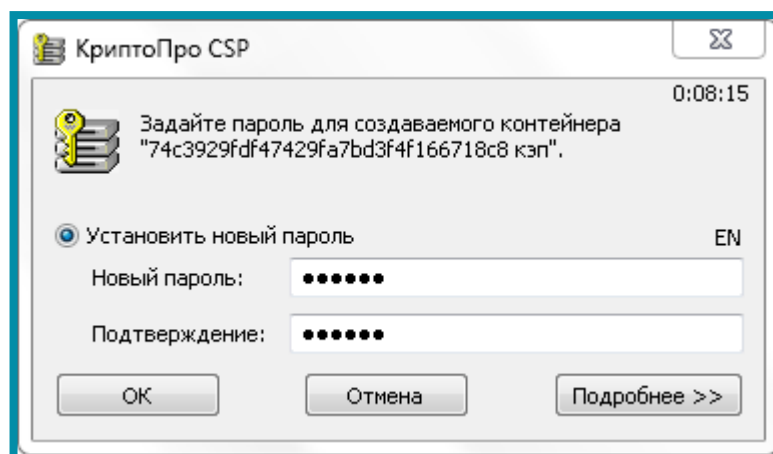 КриптоПро CSP
0:08:15
Задайте пароль для создаваемого контейнера
"74c3929fdf47429fa7bd3f4f166718c8 кэп".
Установить новый пароль
EN
Новый пароль: ●●●●●●
Подтверждение: ●●●●●●
ОК
Отмена
Подробнее >>